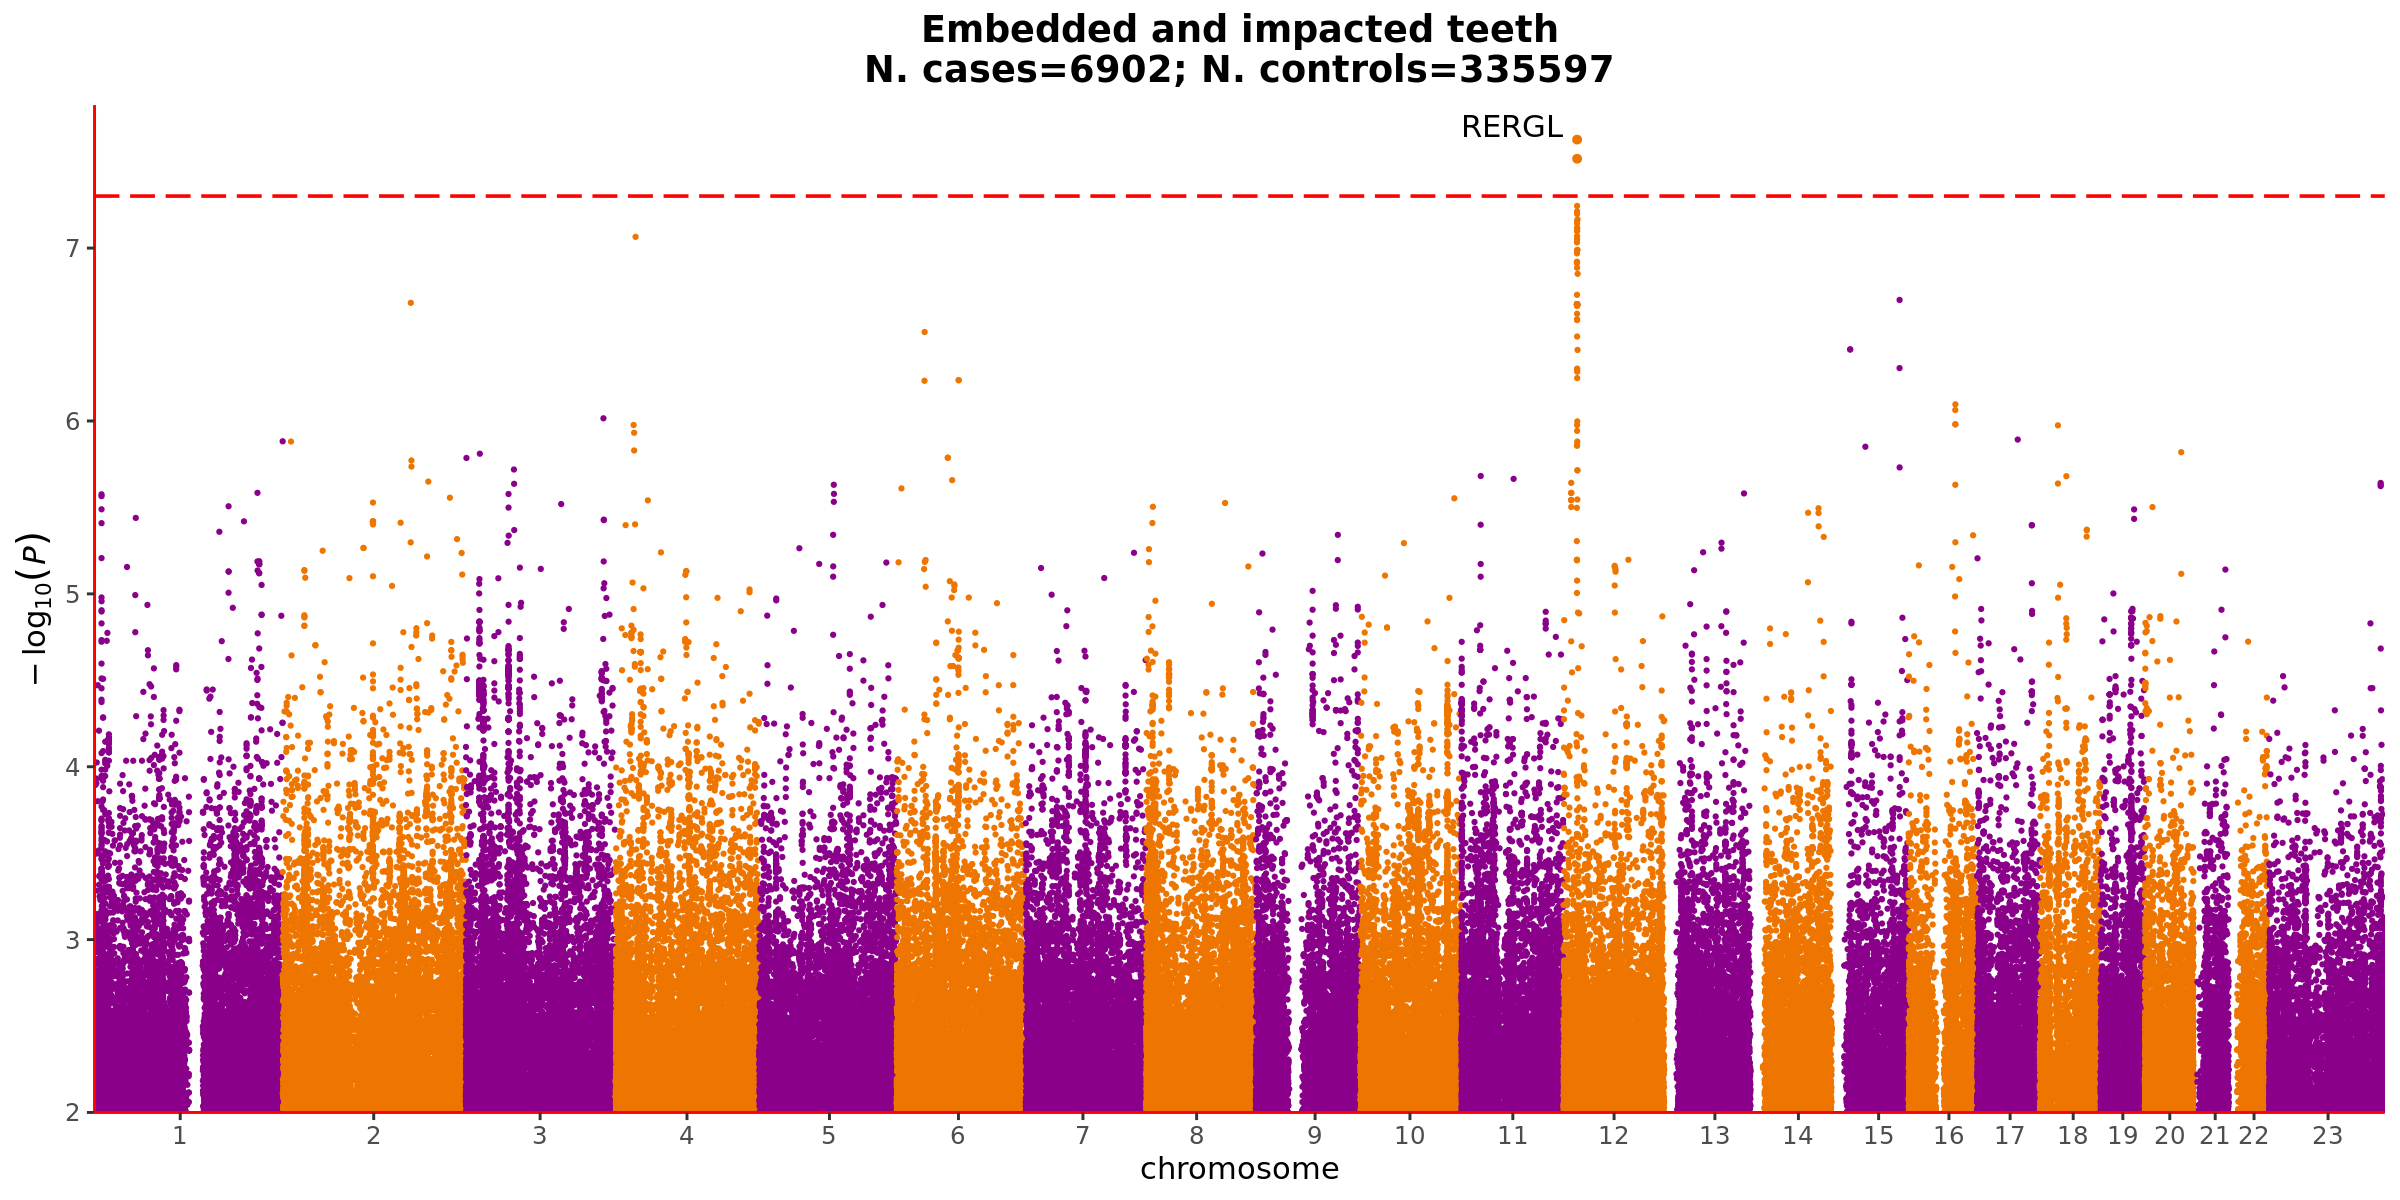 Embedded and impacted teeth
N. cases=6902; N. controls=335597
RERGL
7
6
5
4
3
2
−log10(P)
1 2 3 4 5 6 7 8 9 10 11 12 13 14 15 16 17 18 19 20 21 22 23
chromosome